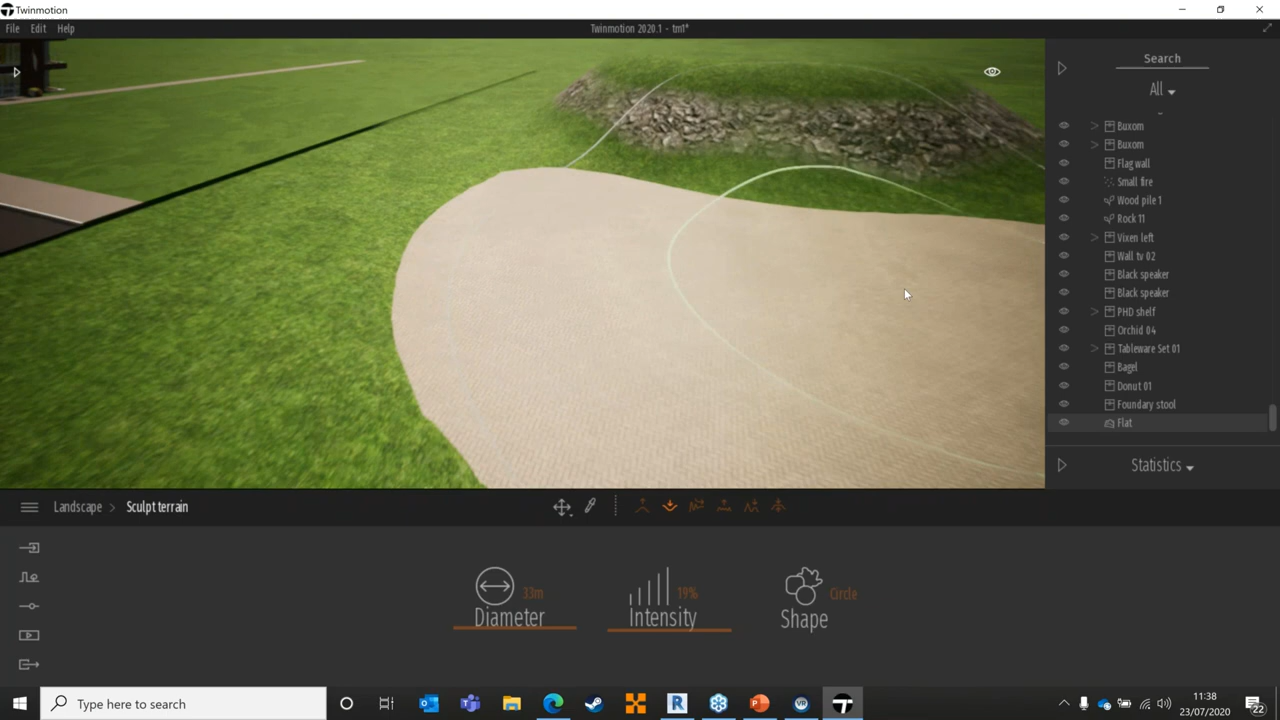 Twinmotion
File Edit Help
Twinmotion 2020.1 - tm1*
Search
All
Buxom
Buxom
Flag wall
Small fire
Wood pile 1
Rock 11
Vixen left
Wall tv 02
Black speaker
Black speaker
PHD shelf
Orchid 04
Tableware Set 01
Bagel
Donut 01
Foundary stool
Flat
Statistics
Landscape > Sculpt terrain
33m
Diameter
19%
Intensity
Circle
Shape
Type here to search
11:38
23/07/2020
22